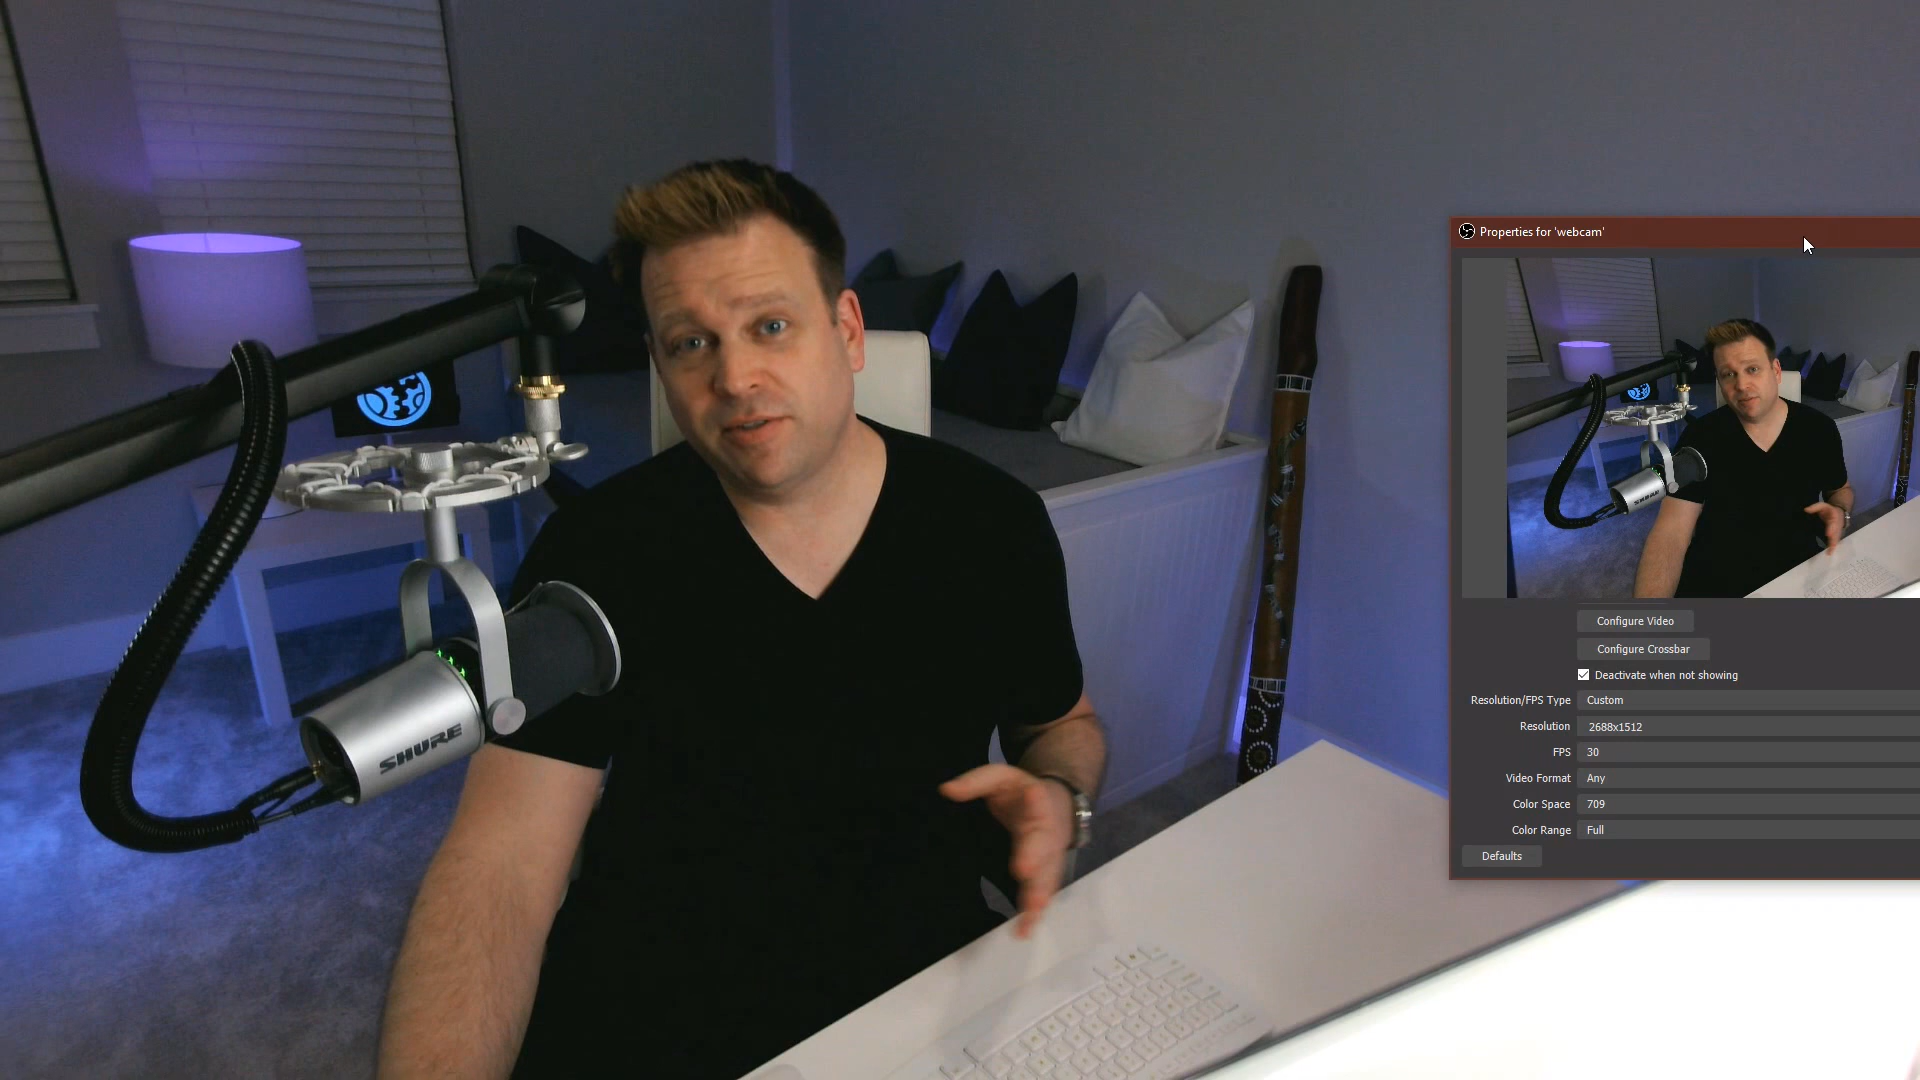 SHURE
Properties for 'webcam'
SHURE
Configure Video
Configure Crossbar
Deactivate when not showing
Resolution/FPS Type Custom
Resolution 2688x1512
FPS 30
Video Format Any
Color Space 709
Color Range Full
Defaults